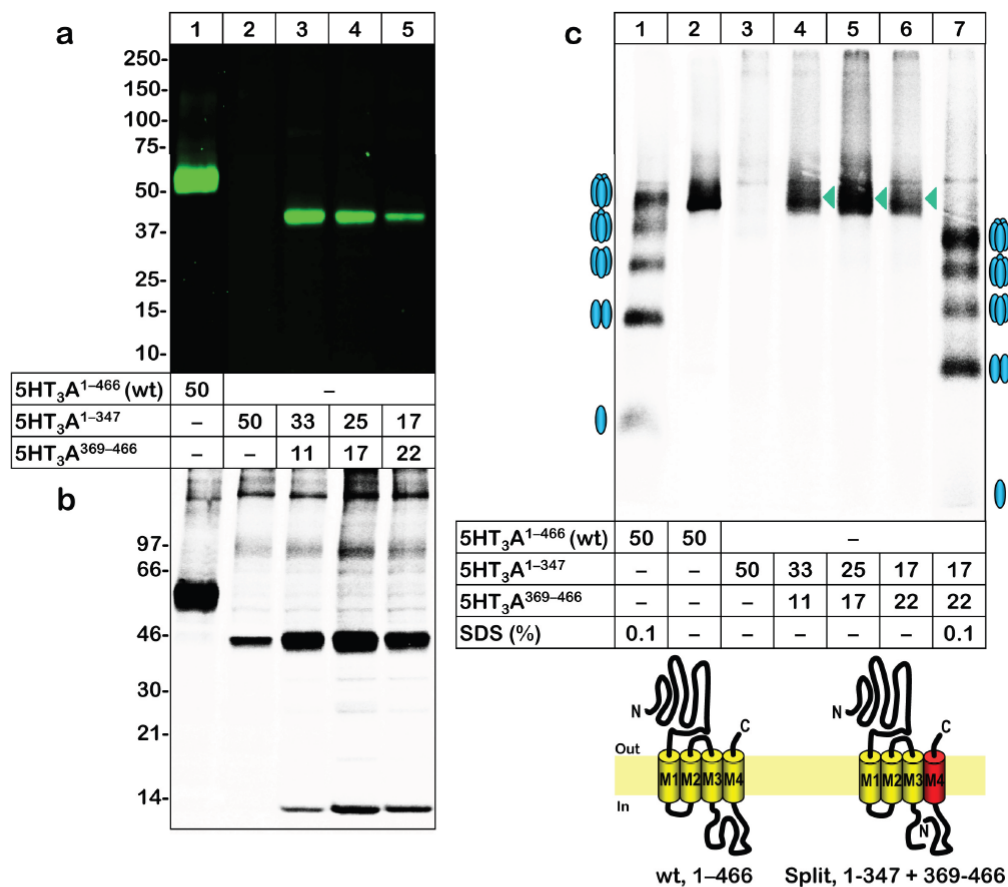 a
1 2 3 4 5
250-
150-
100-
75-
50-
37-
25-
15-
10-
5HT₃A¹⁻⁴⁶⁶ (wt) 50 –
5HT₃A¹⁻³⁴⁷ – 50 33 25 17
5HT₃A³⁶⁹⁻⁴⁶⁶ – – 11 17 22
b
97-
66-
46-
30-
21-
14-
c
1 2 3 4 5 6 7
5HT₃A¹⁻⁴⁶⁶ (wt) 50 50 –
5HT₃A¹⁻³⁴⁷ – – 50 33 25 17 17
5HT₃A³⁶⁹⁻⁴⁶⁶ – – – 11 17 22 22
SDS (%) 0.1 – – – – – 0.1
N
C
Out
M1 M2 M3 M4
In
wt, 1–466
N
C
M1 M2 M3 M4
N
Split, 1-347 + 369-466